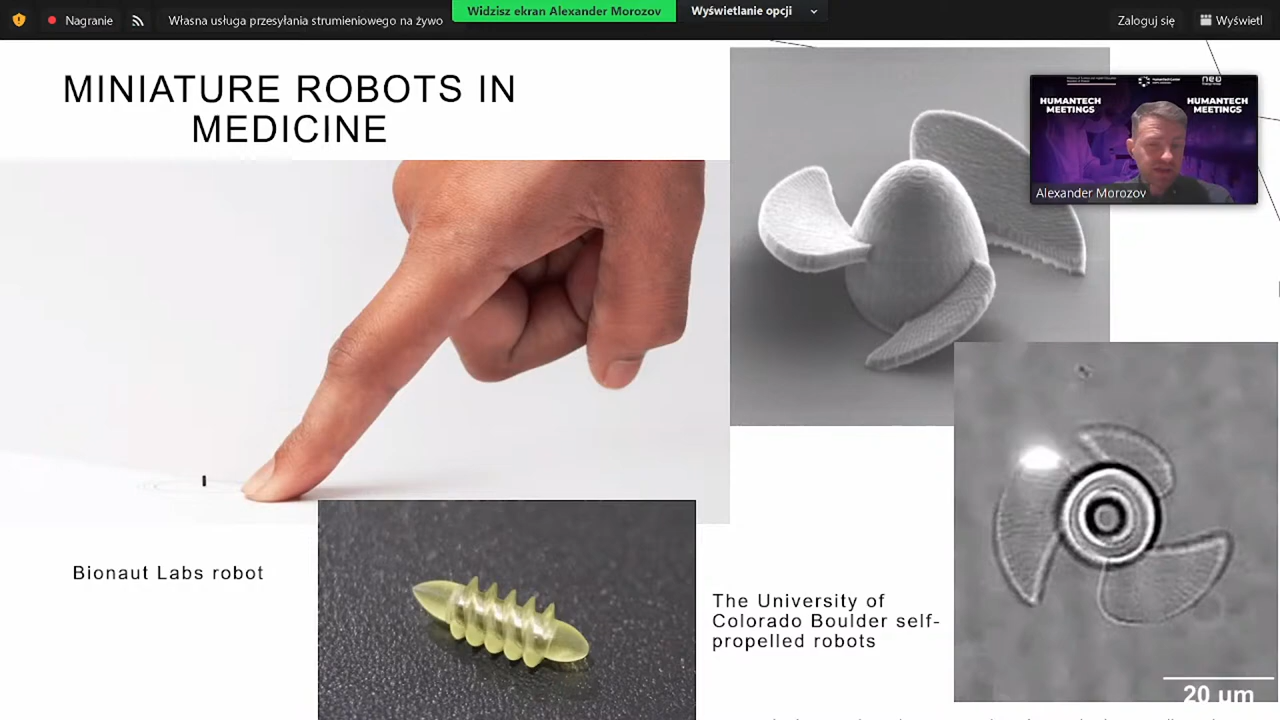 Nagranie
Własna usługa przesyłania strumieniowego na żywo
Widzisz ekran Alexander Morozov
Wyświetlanie opcji
Zaloguj się
Wyświetl
MINIATURE ROBOTS IN
MEDICINE
HUMANTECH
MEETINGS
HUMANTECH
MEETINGS
Alexander Morozov
Bionaut Labs robot
The University of
Colorado Boulder self-
propelled robots
20 um